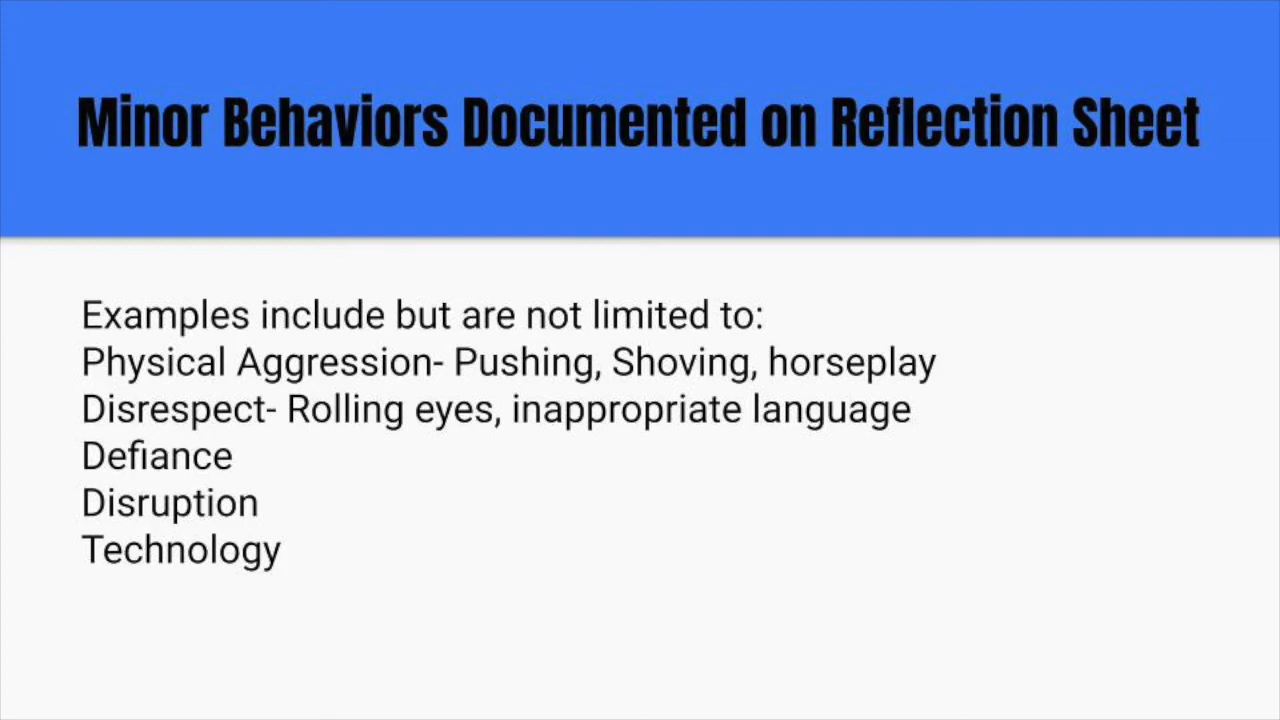 Minor Behaviors Documented on Reflection Sheet
Examples include but are not limited to:
Physical Aggression- Pushing, Shoving, horseplay
Disrespect- Rolling eyes, inappropriate language
Defiance
Disruption
Technology